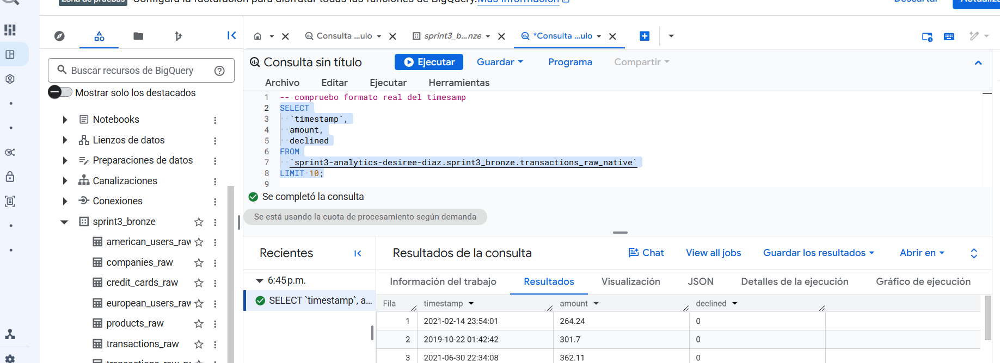 Zona de pruebas Configura la facturación para disfrutar todas las funciones de BigQuery. Más información Descartar
Consulta ...ulo sprint3_b...nze *Consulta ...ulo
Buscar recursos de BigQuery
Mostrar solo los destacados
Notebooks
Lienzos de datos
Preparaciones de datos
Canalizaciones
Conexiones
sprint3_bronze
american_users_raw
companies_raw
credit_cards_raw
european_users_raw
products_raw
transactions_raw
Consulta sin título Ejecutar Guardar Programa Compartir
Archivo Editar Ejecutar Herramientas
1 -- compruebo formato real del timesamp
2 SELECT
3 `timestamp`,
4 amount,
5 declined
6 FROM
7 `sprint3-analytics-desiree-diaz.sprint3_bronze.transactions_raw_native`
8 LIMIT 10;
9
Se completó la consulta
Se está usando la cuota de procesamiento según demanda
Recientes
6:45 p.m.
SELECT `timestamp`, a...
Resultados de la consulta Chat View all jobs Guardar los resultados Abrir en
Información del trabajo Resultados Visualización JSON Detalles de la ejecución Gráfico de ejecución
Fila timestamp amount declined
1 2021-02-14 23:54:01 264.24 0
2 2019-10-22 01:42:42 301.7 0
3 2021-06-30 22:34:08 362.11 0